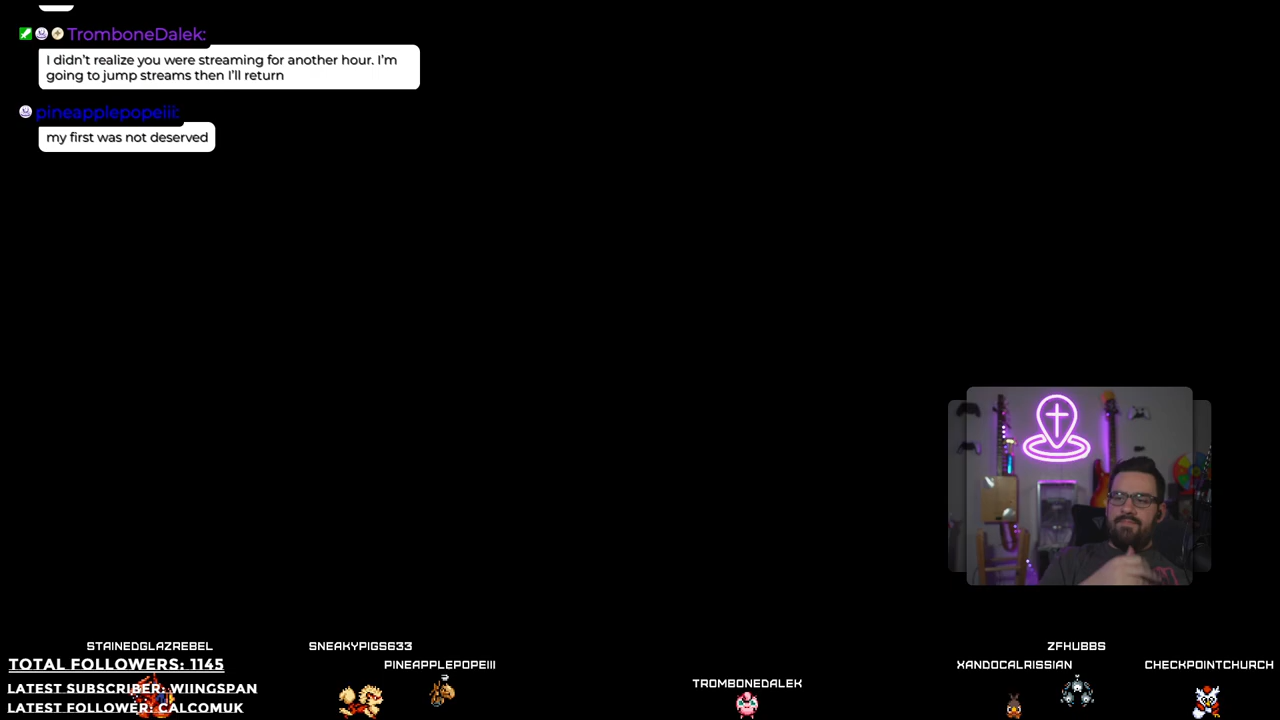 TromboneDalek:
I didn't realize you were streaming for another hour. I'm
going to jump streams then I'll return
pineapplepopeiii:
my first was not deserved
STAINEDGLAZREBEL
SNEAKYPIGS633
ZFHUBBS
TOTAL FOLLOWERS: 1145
PINEAPPLEPOPEIII
XANDOCALRISSIAN
CHECKPOINTCHURCH
TROMBONEDALEK
LATEST SUBSCRIBER: WIINGSPAN
LATEST FOLLOWER: CALCOMUK